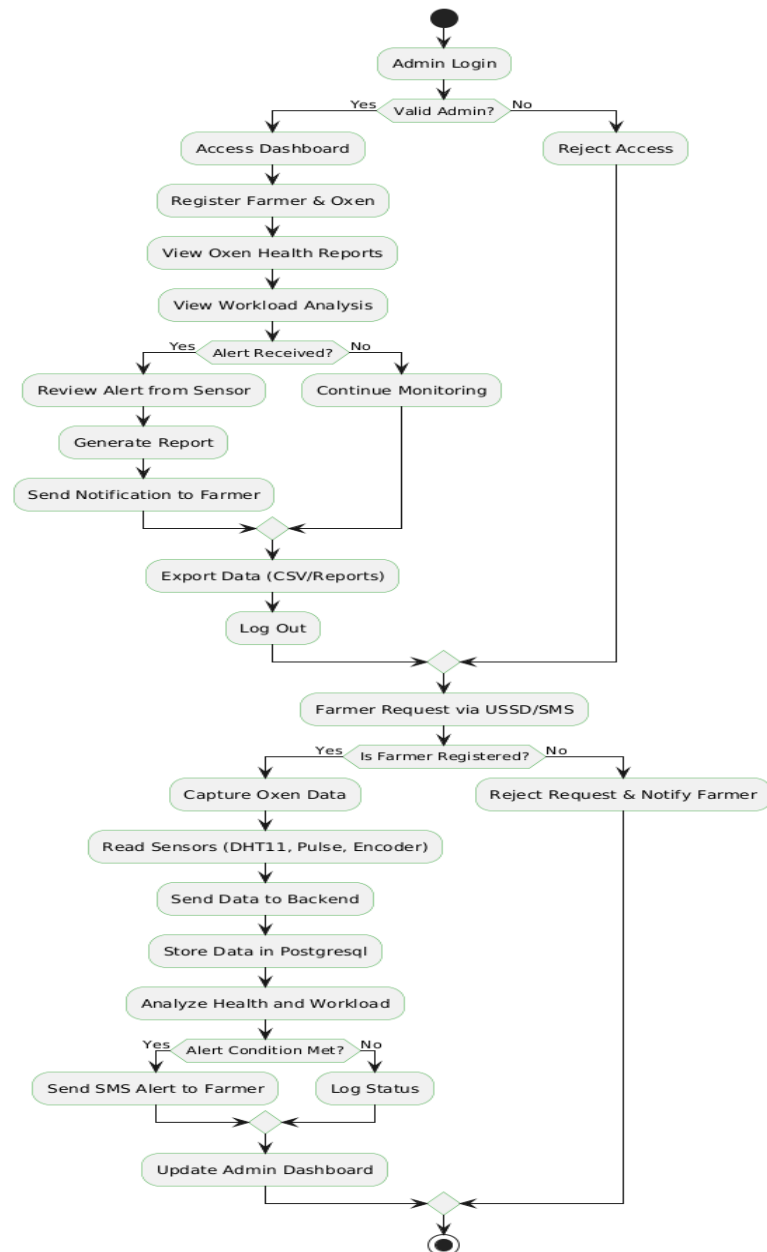 Admin Login
Yes
Valid Admin?
No
Access Dashboard
Reject Access
Register Farmer & Oxen
View Oxen Health Reports
View Workload Analysis
Yes
Alert Received?
No
Review Alert from Sensor
Continue Monitoring
Generate Report
Send Notification to Farmer
Export Data (CSV/Reports)
Log Out
Farmer Request via USSD/SMS
Yes
Is Farmer Registered?
No
Capture Oxen Data
Reject Request & Notify Farmer
Read Sensors (DHT11, Pulse, Encoder)
Send Data to Backend
Store Data in Postgresql
Analyze Health and Workload
Yes
Alert Condition Met?
No
Send SMS Alert to Farmer
Log Status
Update Admin Dashboard